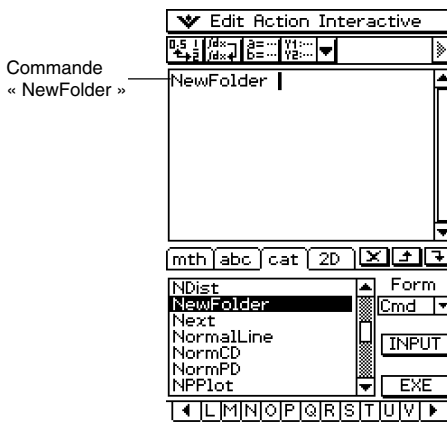 Edit Action Interactive
Commande
« NewFolder »
NewFolder
mth abc cat 2D
NDist
NewFolder
Next
NormalLine
NormCD
NormPD
NPPlot
Form
Cmd
INPUT
EXE
L M N O P Q R S T U V